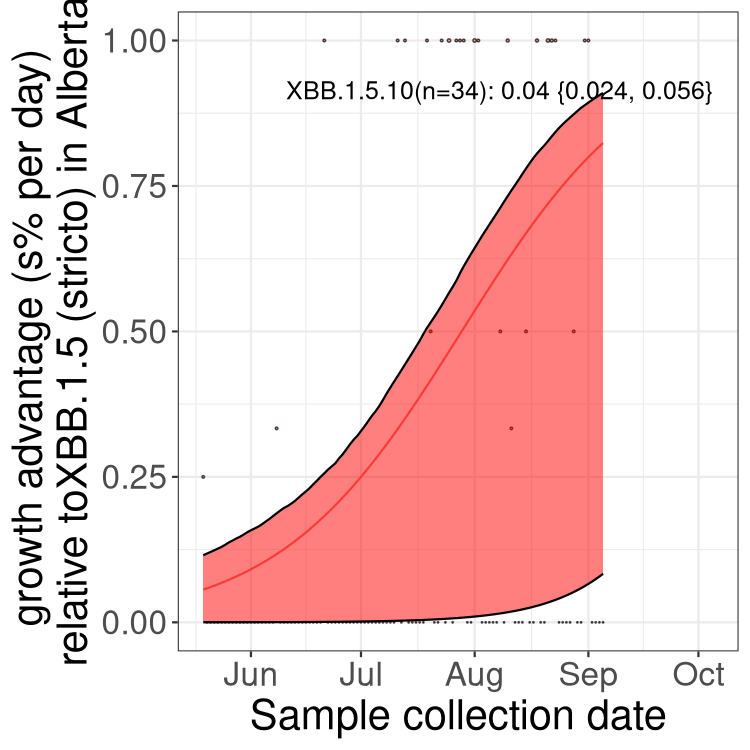 growth advantage (s% per day)
relative toXBB.1.5 (stricto) in Alberta
1.00
0.75
0.50
0.25
0.00
XBB.1.5.10(n=34): 0.04 {0.024, 0.056}
Jun Jul Aug Sep Oct
Sample collection date